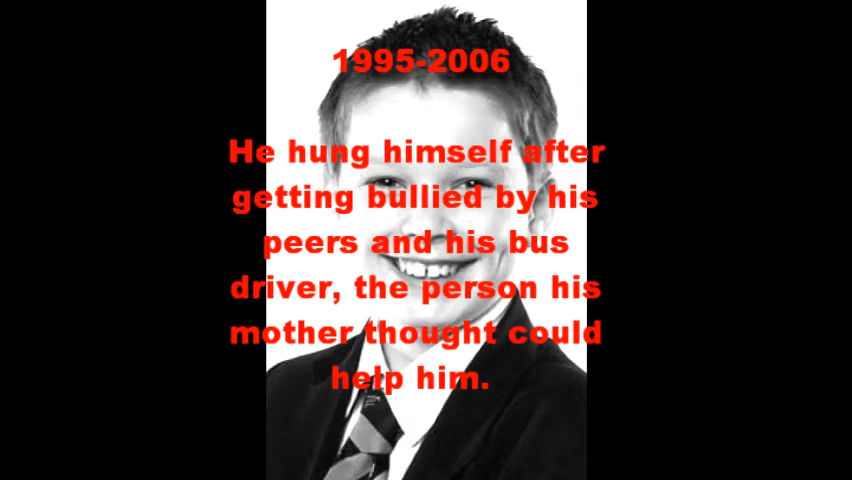 1995-2006
He hung himself after
getting bullied by his
peers and his bus
driver, the person his
mother thought could
help him.